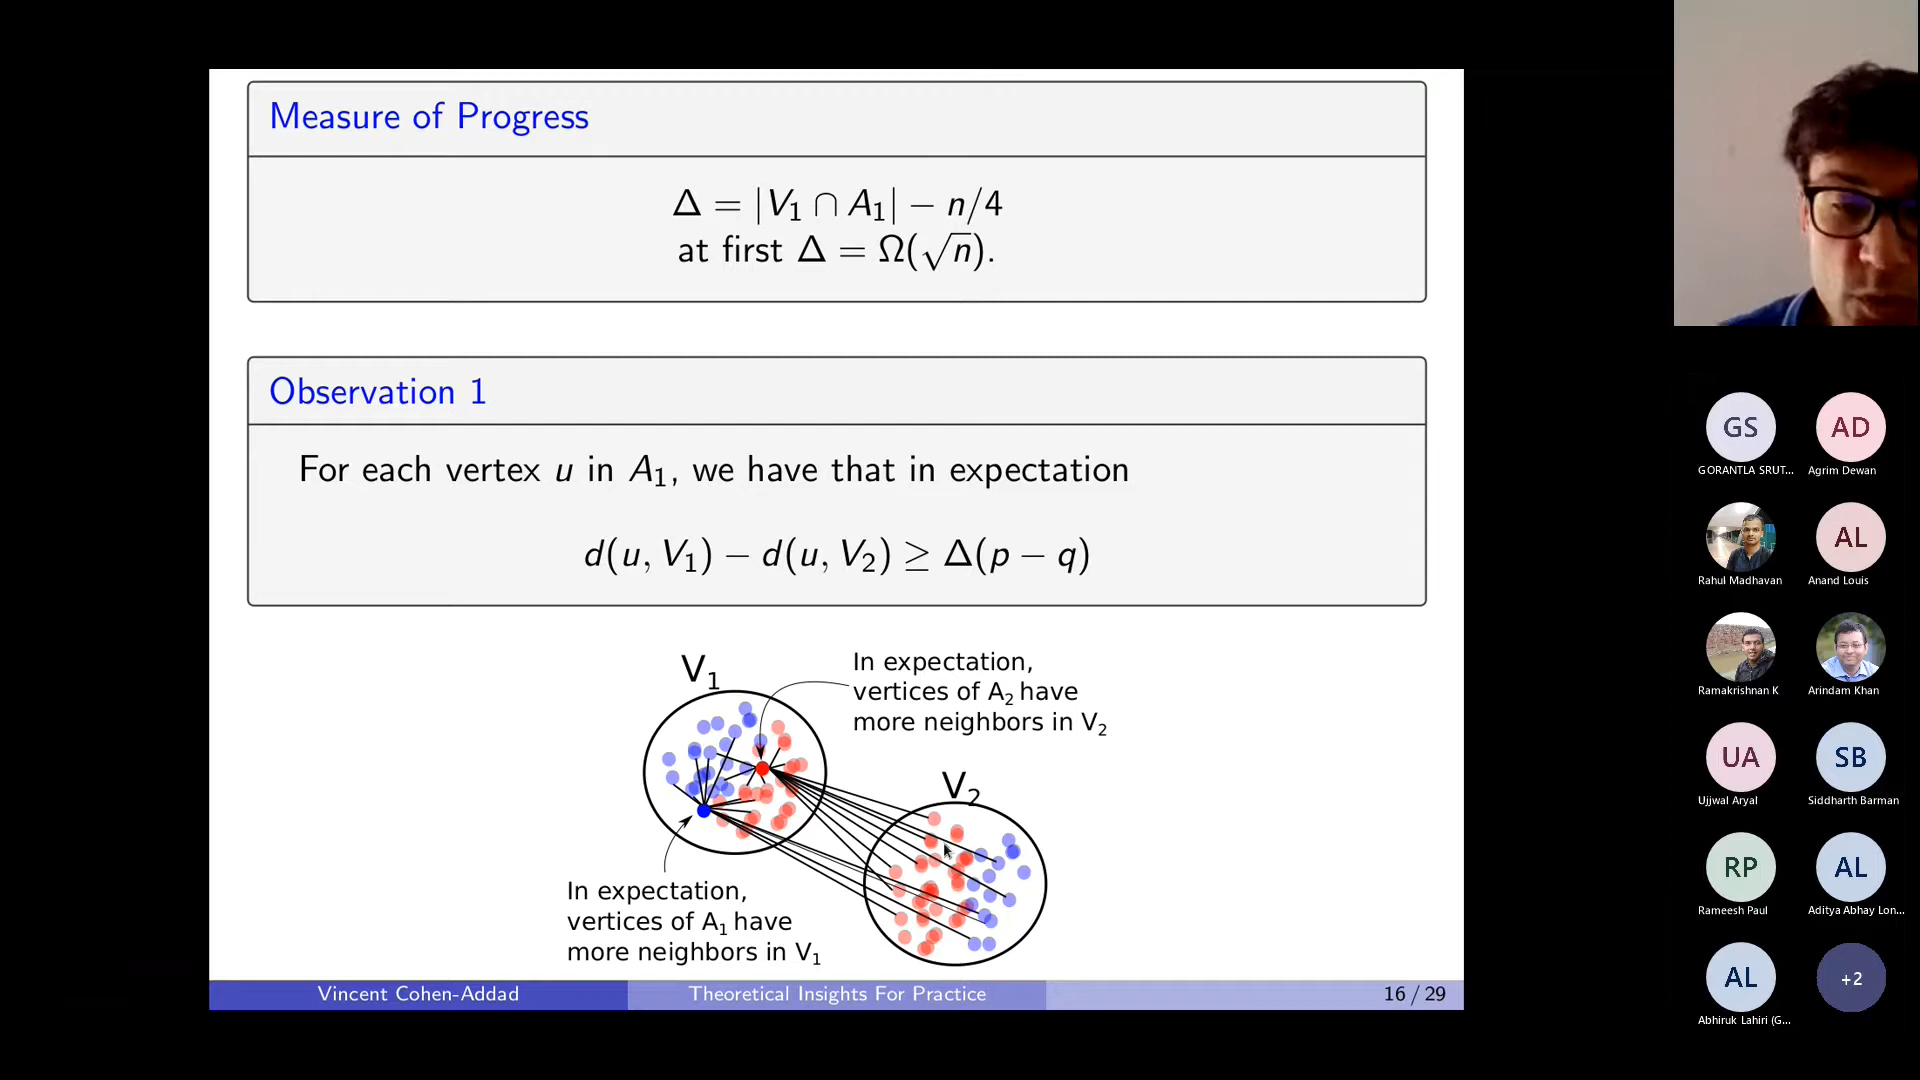 Measure of Progress
Δ = |V₁ ∩ A₁| − n/4
at first Δ = Ω(√n).
Observation 1
For each vertex u in A₁, we have that in expectation
d(u, V₁) − d(u, V₂) ≥ Δ(p − q)
V₁
In expectation,
vertices of A₂ have
more neighbors in V₂
V₂
In expectation,
vertices of A₁ have
more neighbors in V₁
Vincent Cohen-Addad
Theoretical Insights For Practice
16 / 29
GS
GORANTLA SRUT...
AD
Agrim Dewan
Rahul Madhavan
AL
Anand Louis
Ramakrishnan K
Arindam Khan
UA
Ujjwal Aryal
SB
Siddharth Barman
RP
Rameesh Paul
AL
Aditya Abhay Lon...
AL
Abhiruk Lahiri (G...
+2